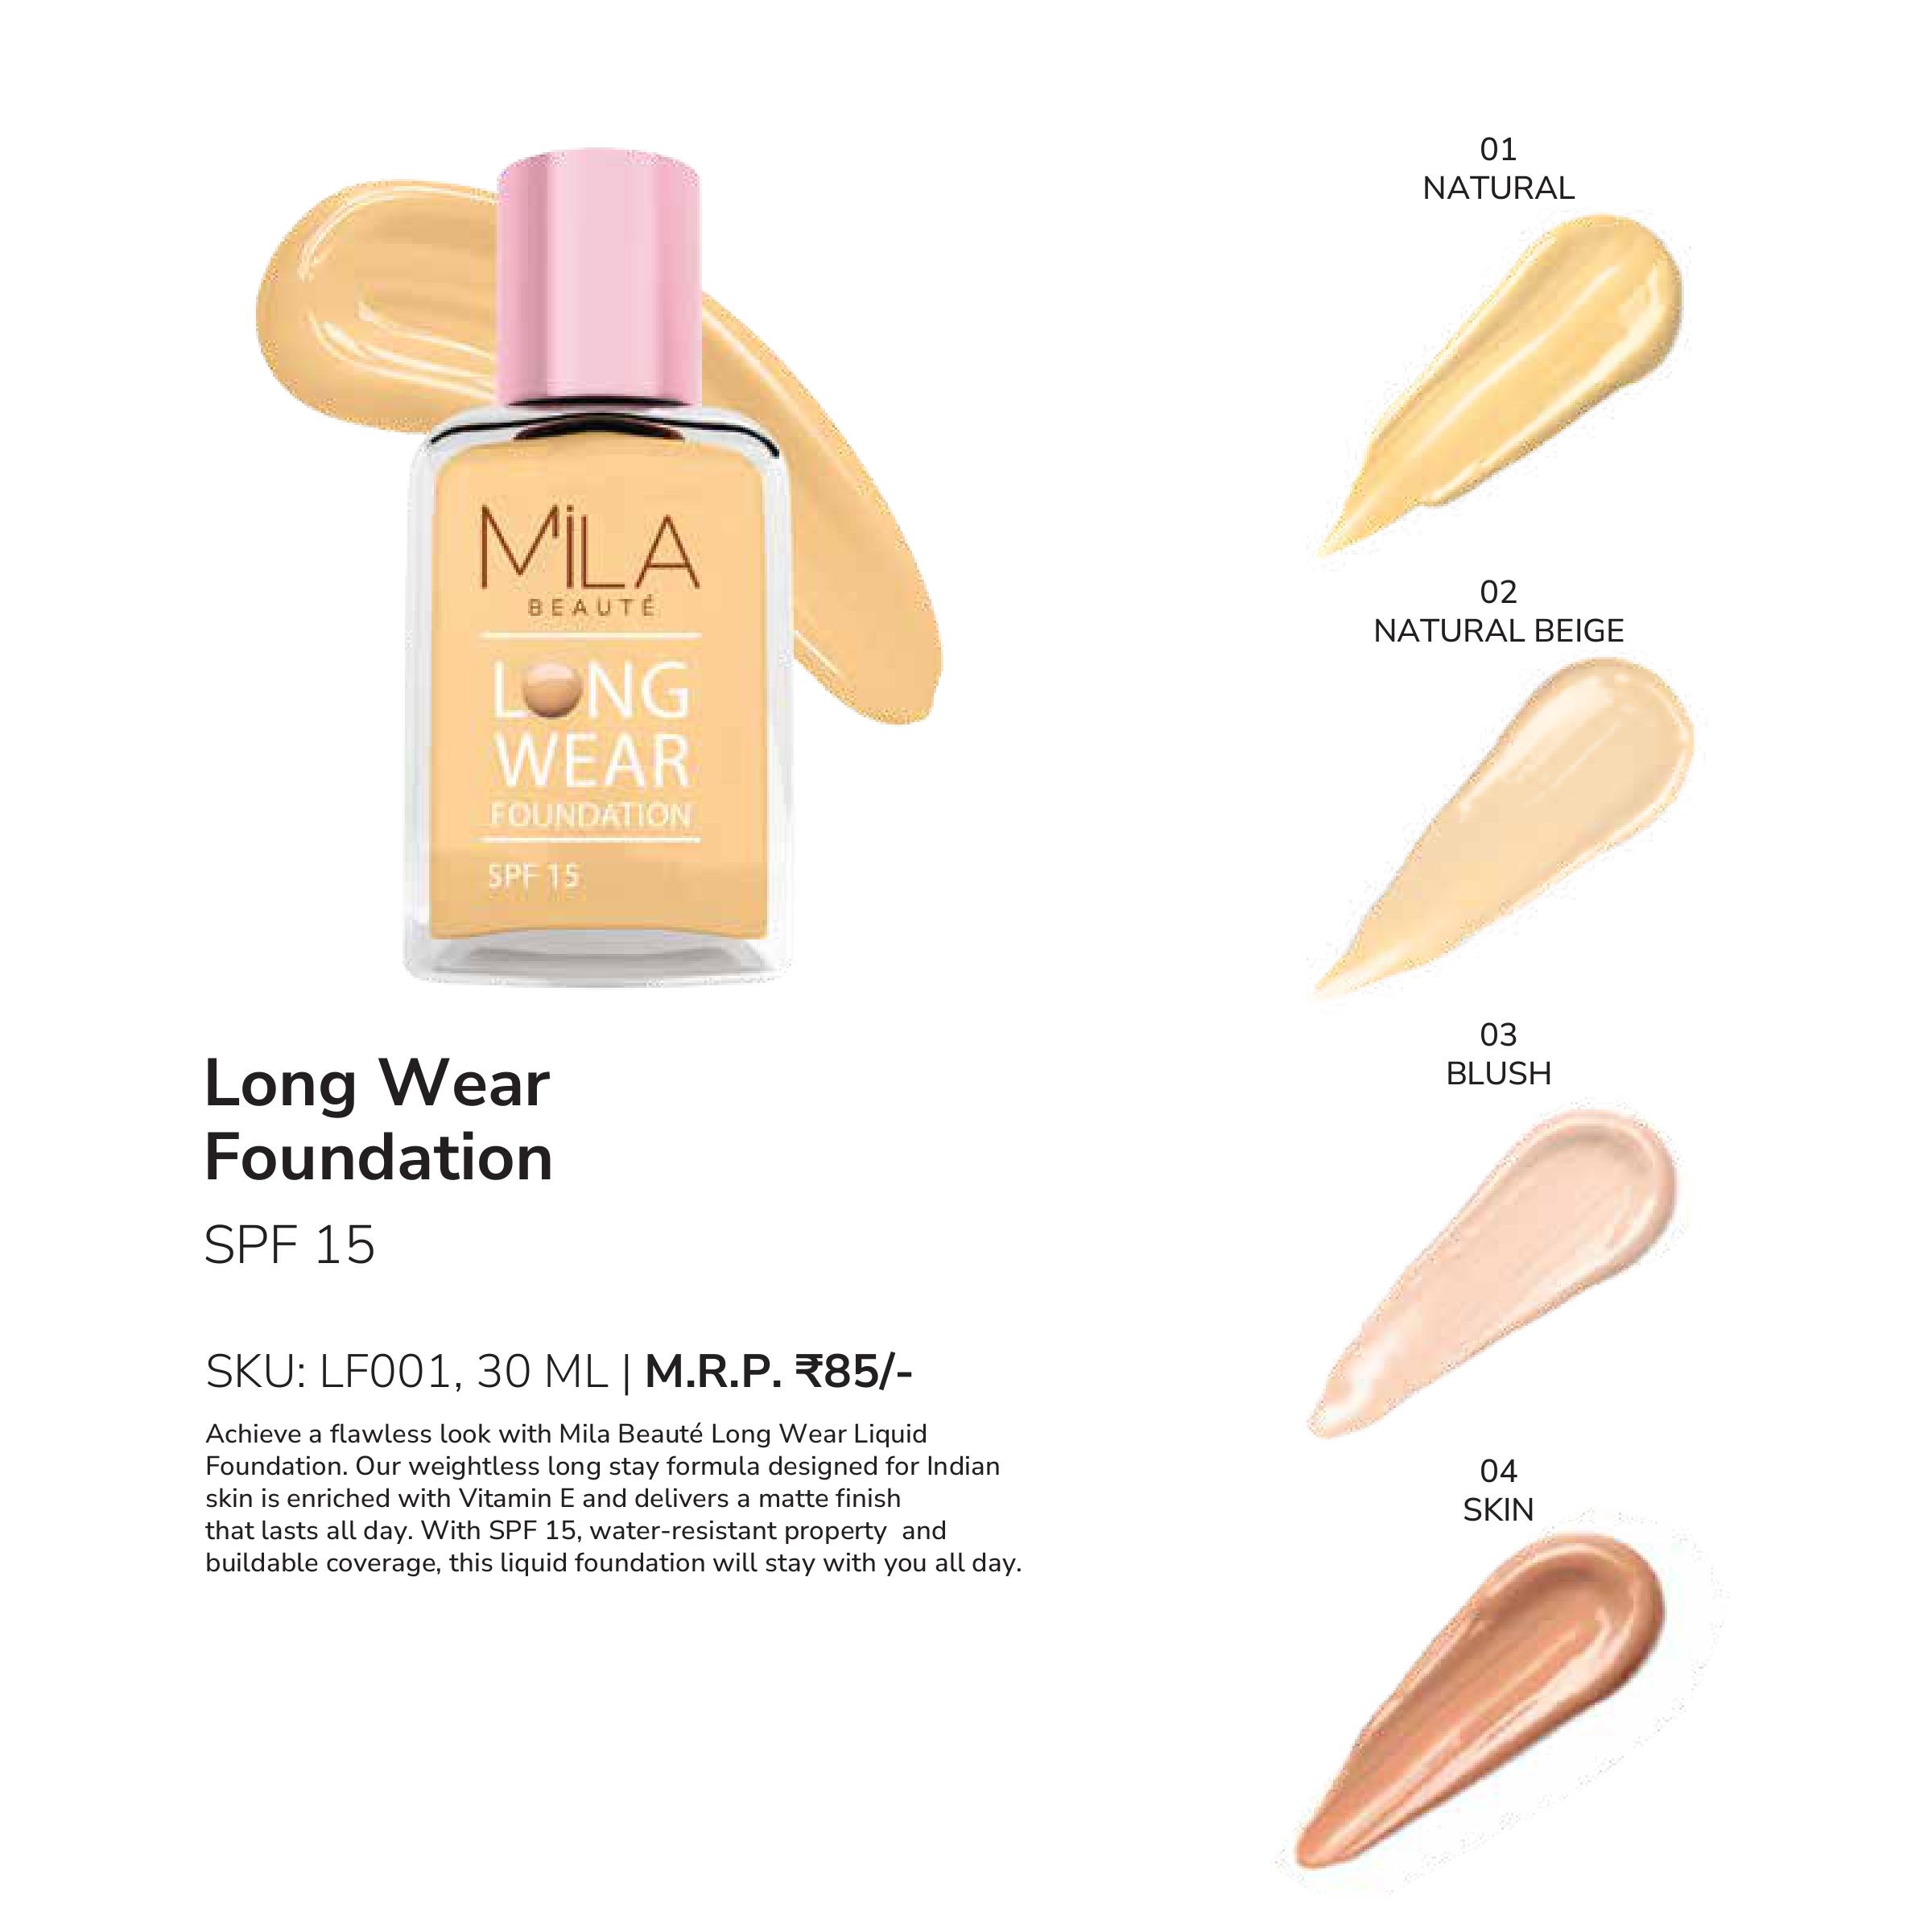 MiLA
BEAUTÉ
LONG
WEAR
FOUNDATION
SPF 15
Long Wear
Foundation
SPF 15
SKU: LF001, 30 ML | M.R.P. ₹85/-
Achieve a flawless look with Mila Beauté Long Wear Liquid
Foundation. Our weightless long stay formula designed for Indian
skin is enriched with Vitamin E and delivers a matte finish
that lasts all day. With SPF 15, water-resistant property  and
buildable coverage, this liquid foundation will stay with you all day.
01
NATURAL
02
NATURAL BEIGE
03
BLUSH
04
SKIN